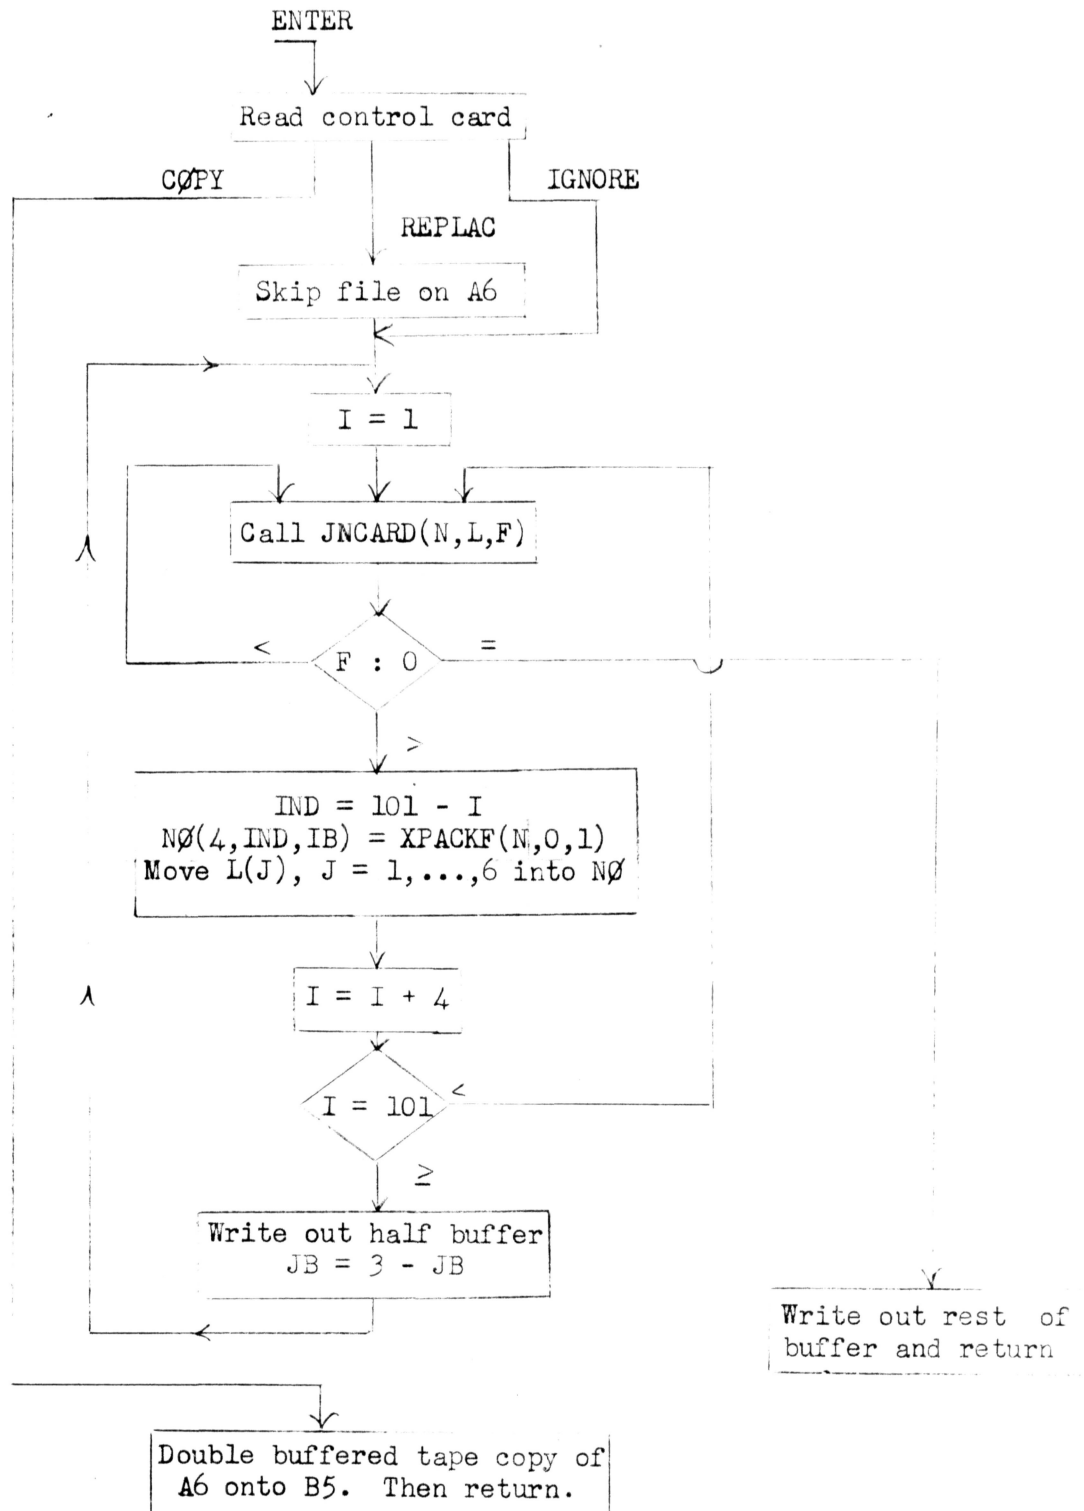 ENTER
Read control card
CØPY
IGNORE
REPLAC
Skip file on A6
I = 1
Call JNCARD(N,L,F)
<
=
F : 0
>
IND = 101 - I
NØ(4,IND,IB) = XPACKF(N,0,1)
Move L(J), J = 1,...,6 into NØ
I = I + 4
<
I = 101
≥
Write out half buffer
JB = 3 - JB
Write out rest of
buffer and return
Double buffered tape copy of
A6 onto B5. Then return.